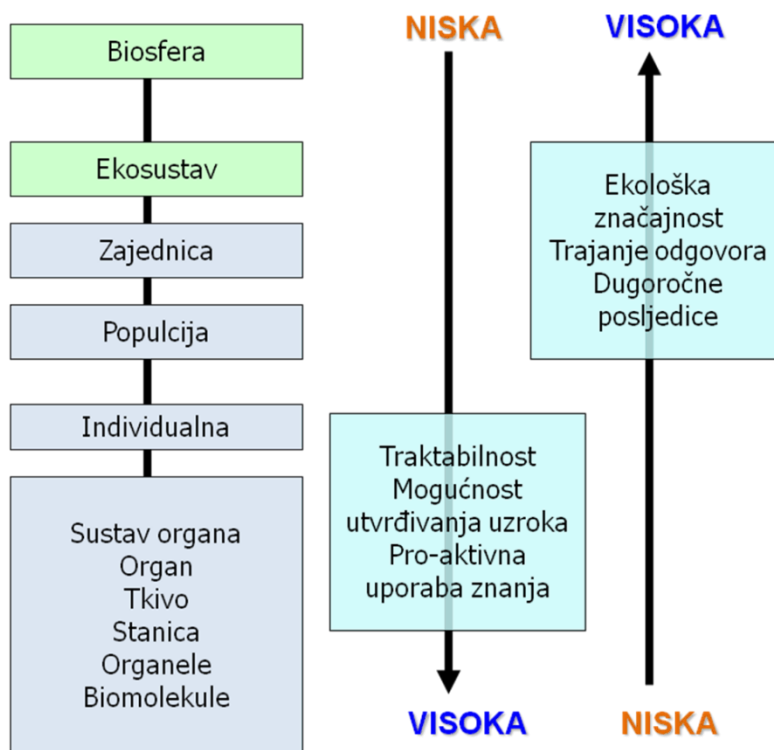 Biosfera
Ekosustav
Zajednica
Populcija
Individualna
Sustav organa
Organ
Tkivo
Stanica
Organele
Biomolekule
NISKA
Traktabilnost
Mogućnost
utvrđivanja uzroka
Pro-aktivna
uporaba znanja
VISOKA
VISOKA
Ekološka
značajnost
Trajanje odgovora
Dugoročne
posljedice
NISKA